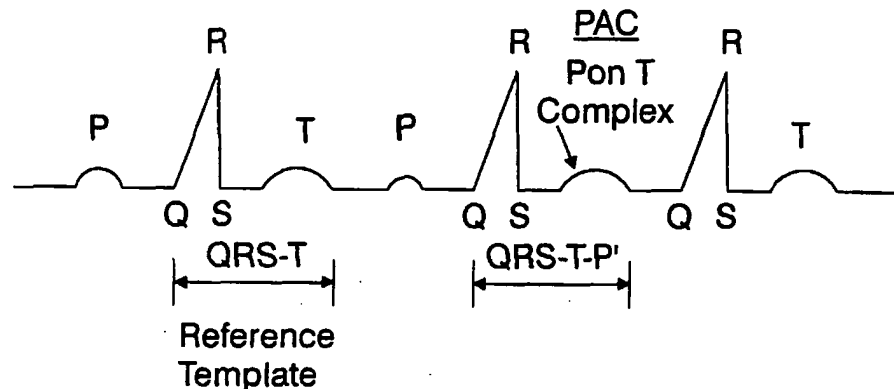 PAC
R
R
R
Pon T
Complex
P
T
P
T
Q
S
Q
S
Q
S
QRS-T
QRS-T-P'
Reference
Template